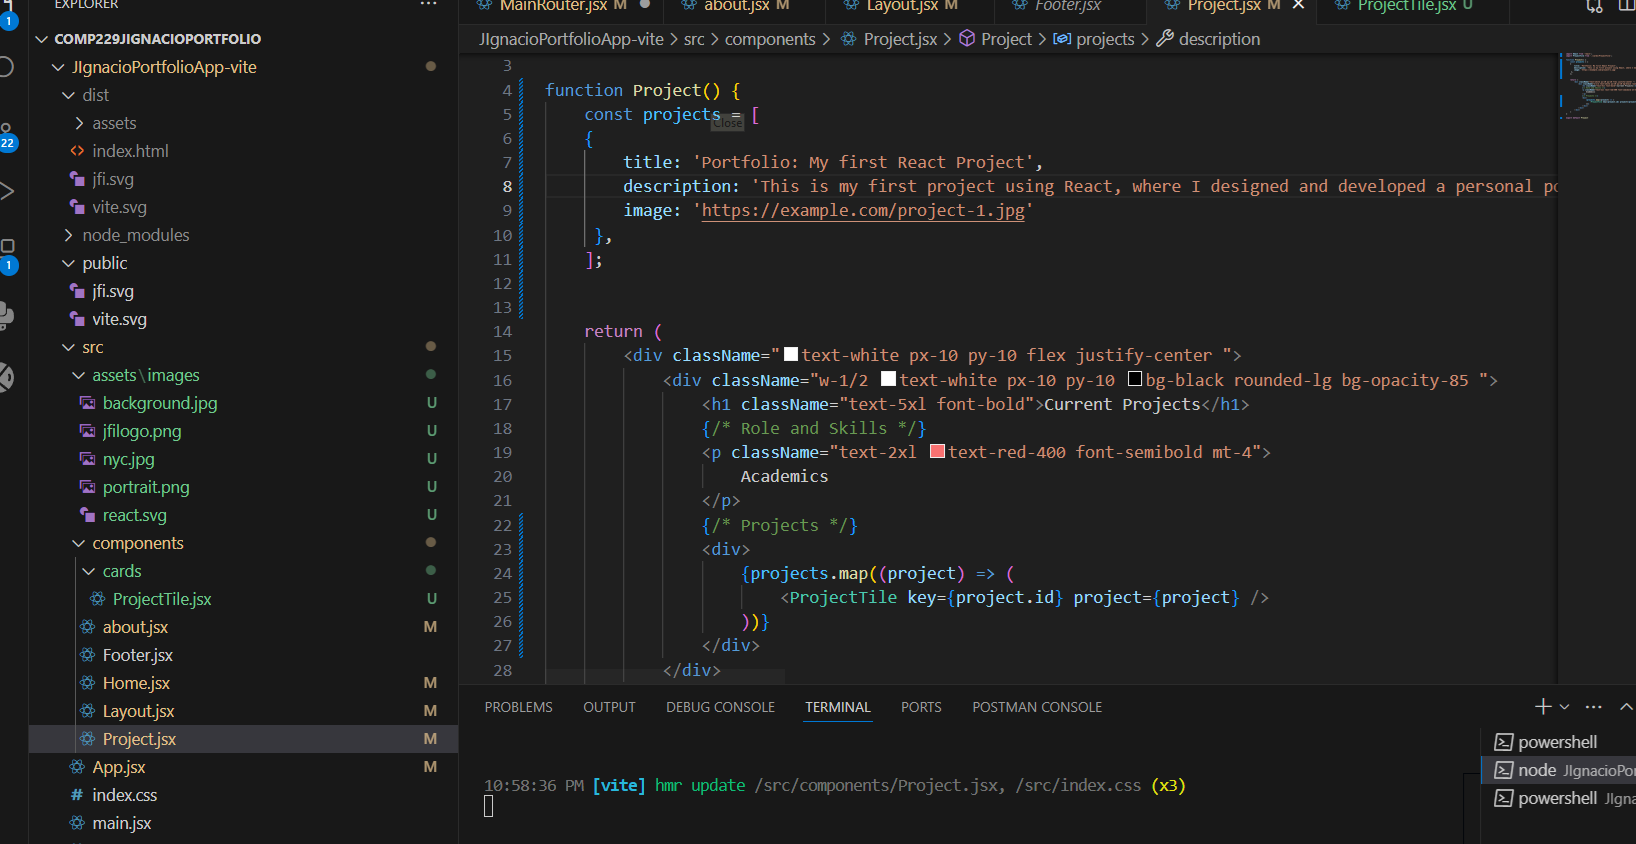 EXPLORER
COMP229JIGNACIOPORTFOLIO
JIgnacioPortfolioApp-vite
dist
assets
index.html
jfi.svg
vite.svg
node_modules
public
jfi.svg
vite.svg
src
assets\images
background.jpg U
jfilogo.png U
nyc.jpg U
portrait.png U
react.svg U
components
cards
ProjectTile.jsx U
about.jsx M
Footer.jsx
Home.jsx M
Layout.jsx M
Project.jsx M
App.jsx M
# index.css
main.jsx
1
22
1
MainRouter.jsx M
about.jsx M
Layout.jsx M
Footer.jsx
Project.jsx M
ProjectTile.jsx U
JIgnacioPortfolioApp-vite > src > components > Project.jsx > Project > projects > description
3
4 function Project() {
5 const projects = [
Close
6 {
7 title: 'Portfolio: My first React Project',
8 description: 'This is my first project using React, where I designed and developed a personal po
9 image: 'https://example.com/project-1.jpg'
10 },
11 ];
12
13
14 return (
15 <div className="text-white px-10 py-10 flex justify-center ">
16 <div className="w-1/2 text-white px-10 py-10 bg-black rounded-lg bg-opacity-85 ">
17 <h1 className="text-5xl font-bold">Current Projects</h1>
18 {/* Role and Skills */}
19 <p className="text-2xl text-red-400 font-semibold mt-4">
20 Academics
21 </p>
22 {/* Projects */}
23 <div>
24 {projects.map((project) => (
25 <ProjectTile key={project.id} project={project} />
26 ))}
27 </div>
28 </div>
PROBLEMS OUTPUT DEBUG CONSOLE TERMINAL PORTS POSTMAN CONSOLE
10:58:36 PM [vite] hmr update /src/components/Project.jsx, /src/index.css (x3)
powershell
node JIgnacioPor
powershell JIgna